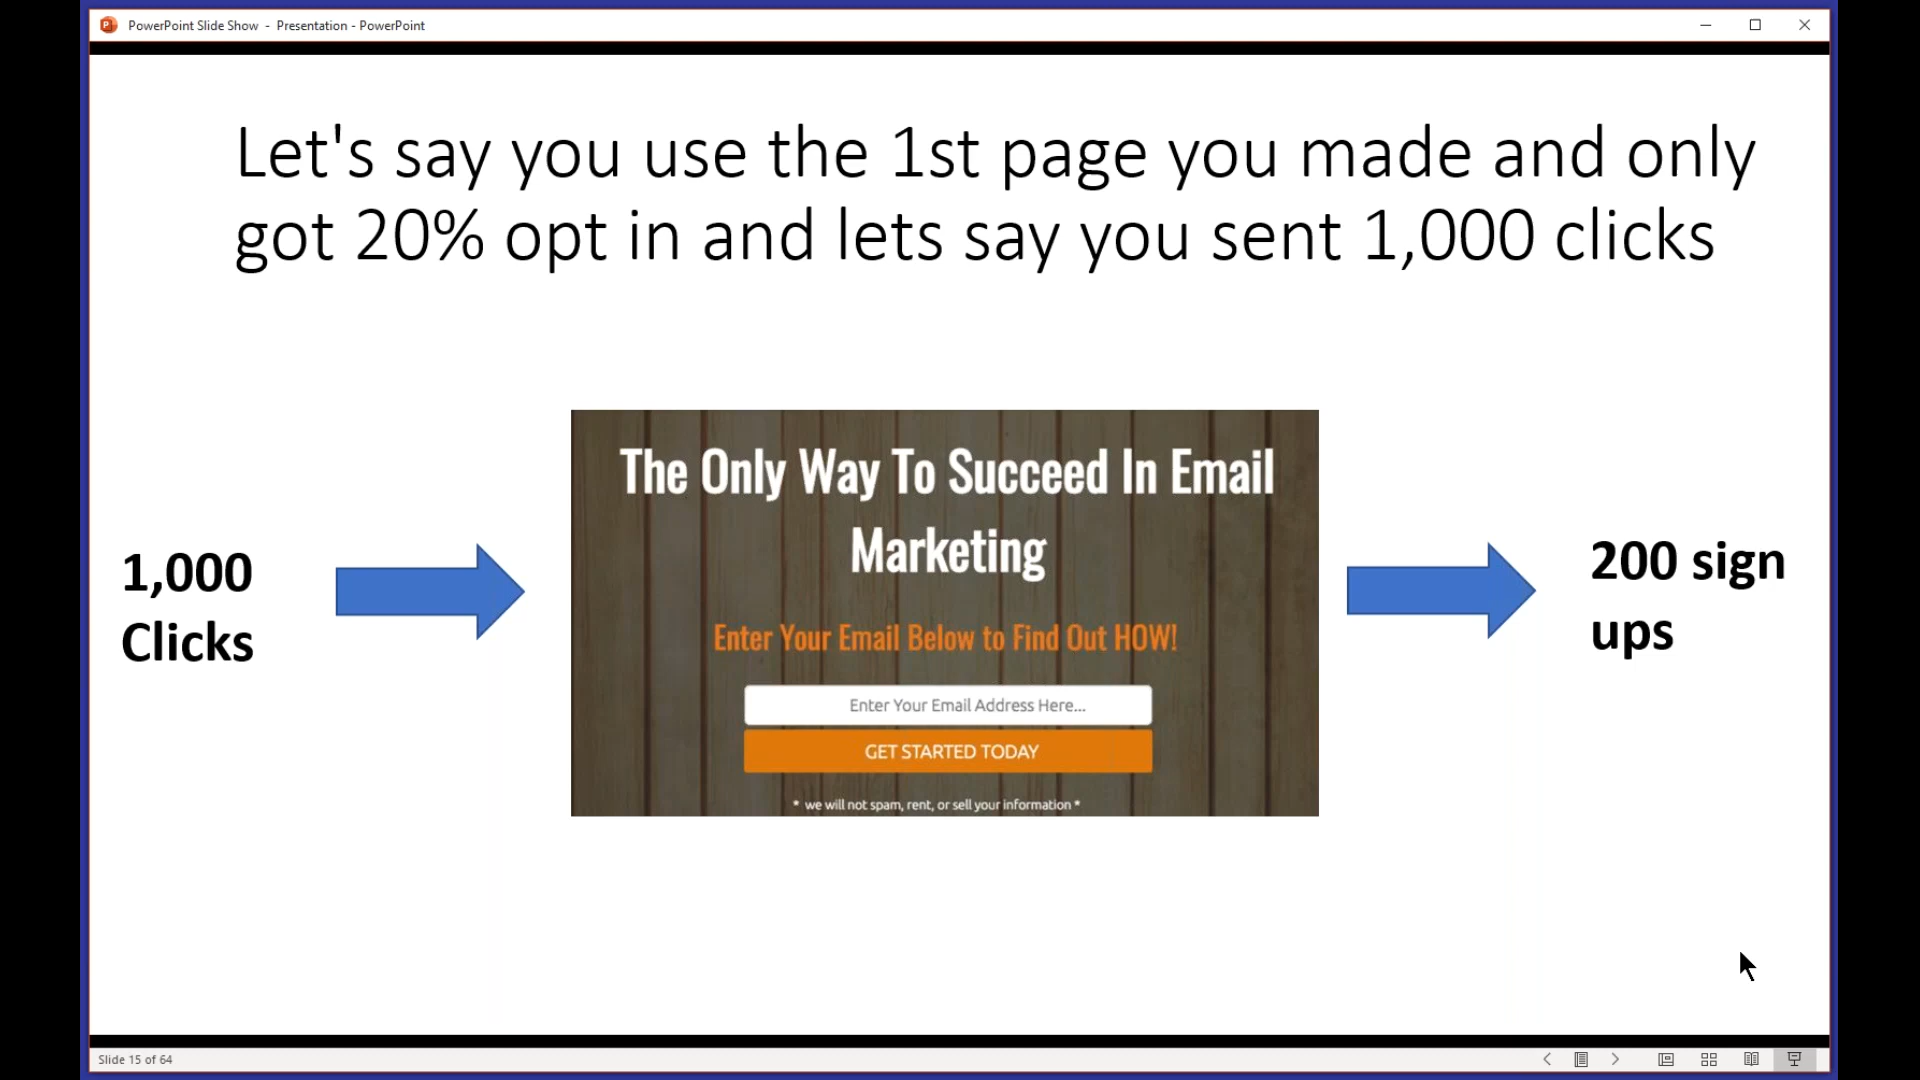 PowerPoint Slide Show - Presentation - PowerPoint
Let's say you use the 1st page you made and only
got 20% opt in and lets say you sent 1,000 clicks
The Only Way To Succeed In Email
Marketing
Enter Your Email Below to Find Out HOW!
Enter Your Email Address Here...
GET STARTED TODAY
* we will not spam, rent, or sell your information *
1,000
Clicks
200 sign
ups
Slide 15 of 64